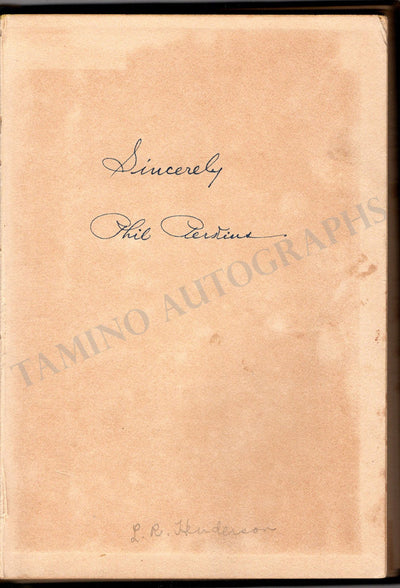 Sincerely
Phil Perkins
TAMINO AUTOGRAPHS
L. R. Henderson